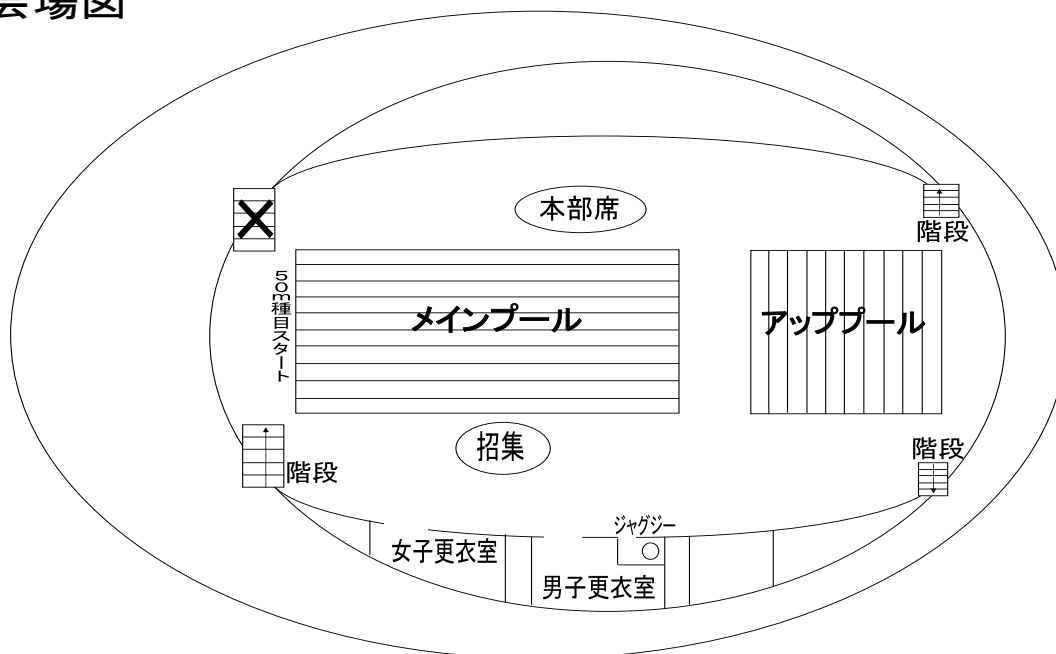 会場図
本部席
階段
50m種目スタート
メインプール
アッププール
招集
階段
階段
ジャグジー
女子更衣室
男子更衣室